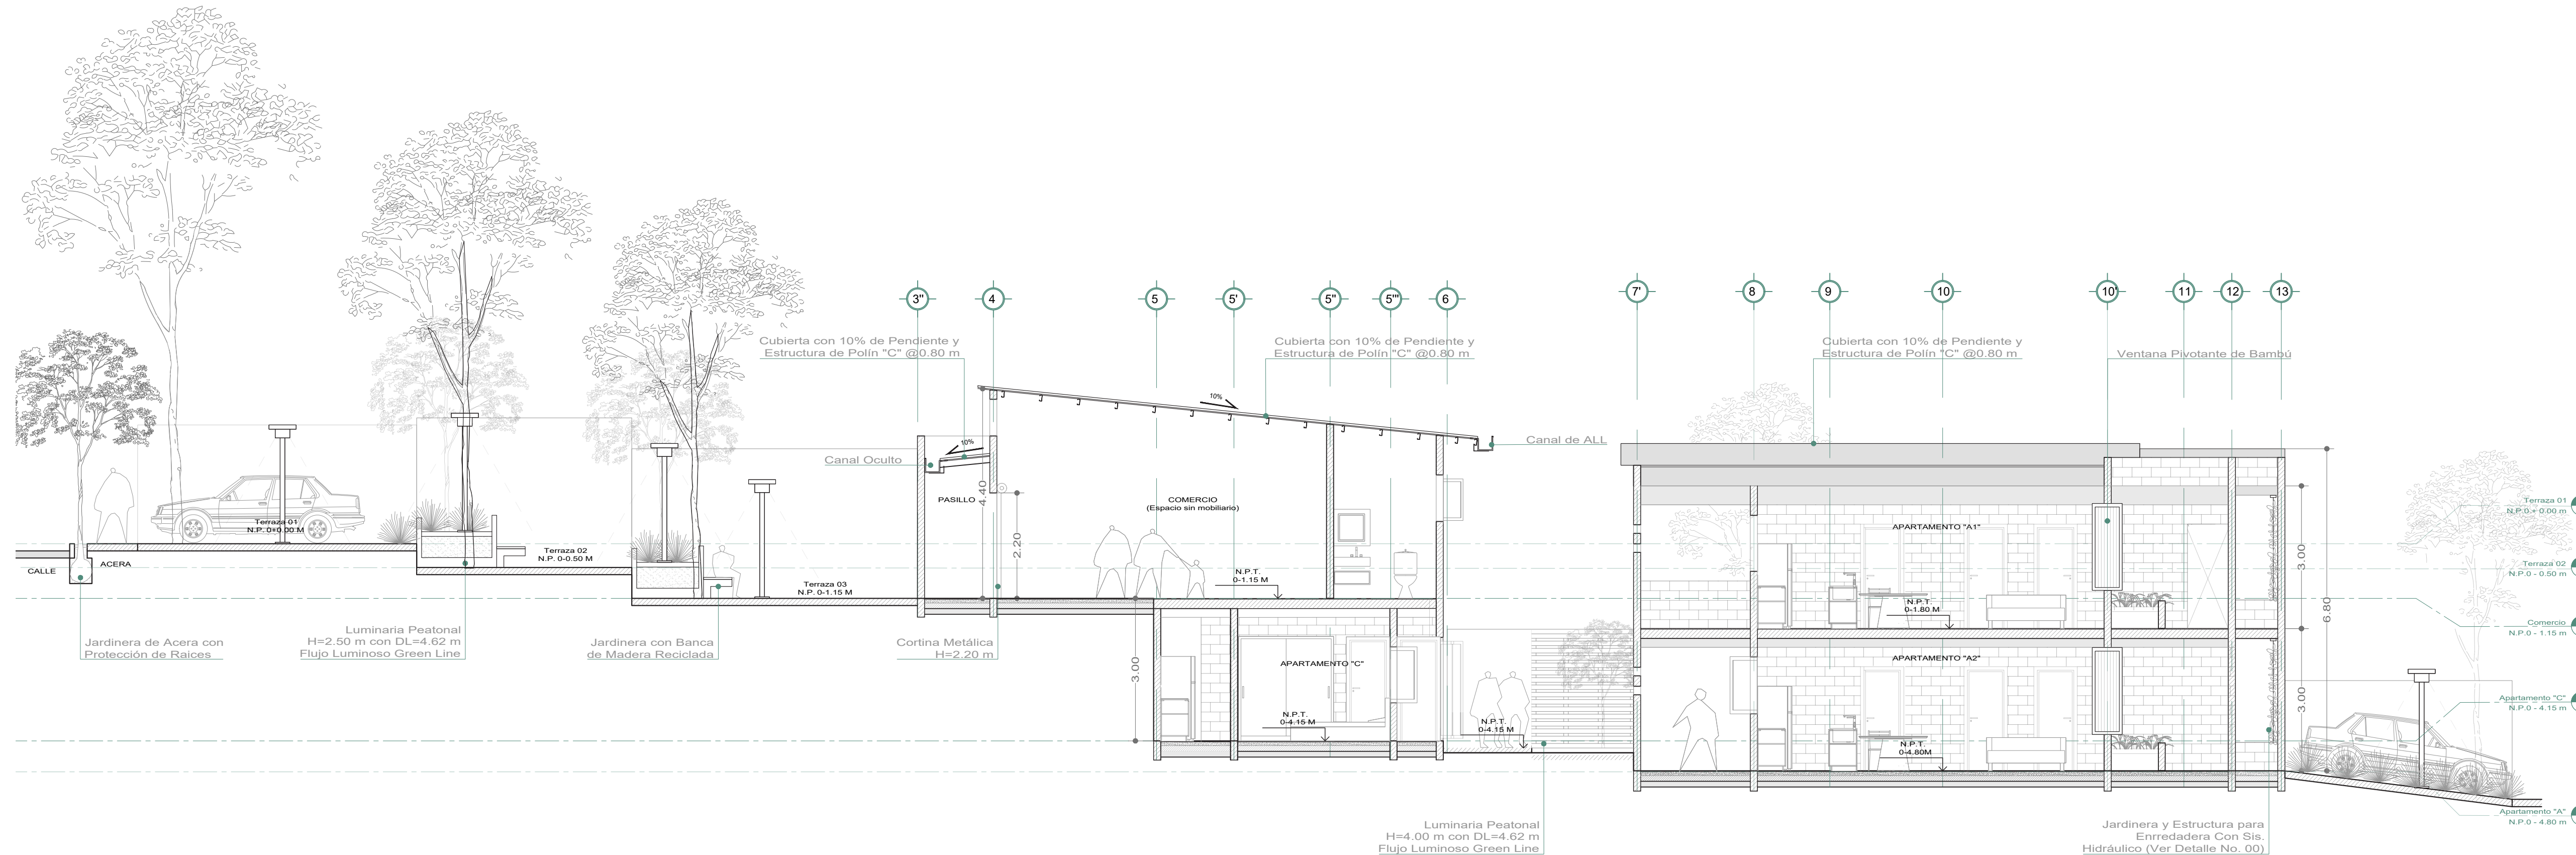 3"
4
5
5'
5"
5'"
6
7'
8
9
10
10'
11
12
13
Cubierta con 10% de Pendiente y
Estructura de Polín "C" @0.80 m
Cubierta con 10% de Pendiente y
Estructura de Polín "C" @0.80 m
Cubierta con 10% de Pendiente y
Estructura de Polín "C" @0.80 m
Ventana Pivotante de Bambú
10%
10%
Canal Oculto
Canal de ALL
PASILLO
4.40
2.20
COMERCIO
(Espacio sin mobiliario)
N.P.T.
0-1.15 M
Terraza 01
N.P. 0+0.00 M
Terraza 02
N.P. 0-0.50 M
Terraza 03
N.P. 0-1.15 M
CALLE
ACERA
Jardinera de Acera con
Protección de Raices
Luminaria Peatonal
H=2.50 m con DL=4.62 m
Flujo Luminoso Green Line
Jardinera con Banca
de Madera Reciclada
Cortina Metálica
H=2.20 m
3.00
APARTAMENTO "C"
N.P.T.
0-4.15 M
N.P.T.
0-4.15 M
APARTAMENTO "A1"
N.P.T.
0-1.80 M
APARTAMENTO "A2"
N.P.T.
0-4.80M
3.00
3.00
6.80
Luminaria Peatonal
H=4.00 m con DL=4.62 m
Flujo Luminoso Green Line
Jardinera y Estructura para
Enrredadera Con Sis.
Hidráulico (Ver Detalle No. 00)
Terraza 01
N.P.0 + 0.00 m
Terraza 02
N.P.0 - 0.50 m
Comercio
N.P.0 - 1.15 m
Apartamento "C"
N.P.0 - 4.15 m
Apartamento "A"
N.P.0 - 4.80 m